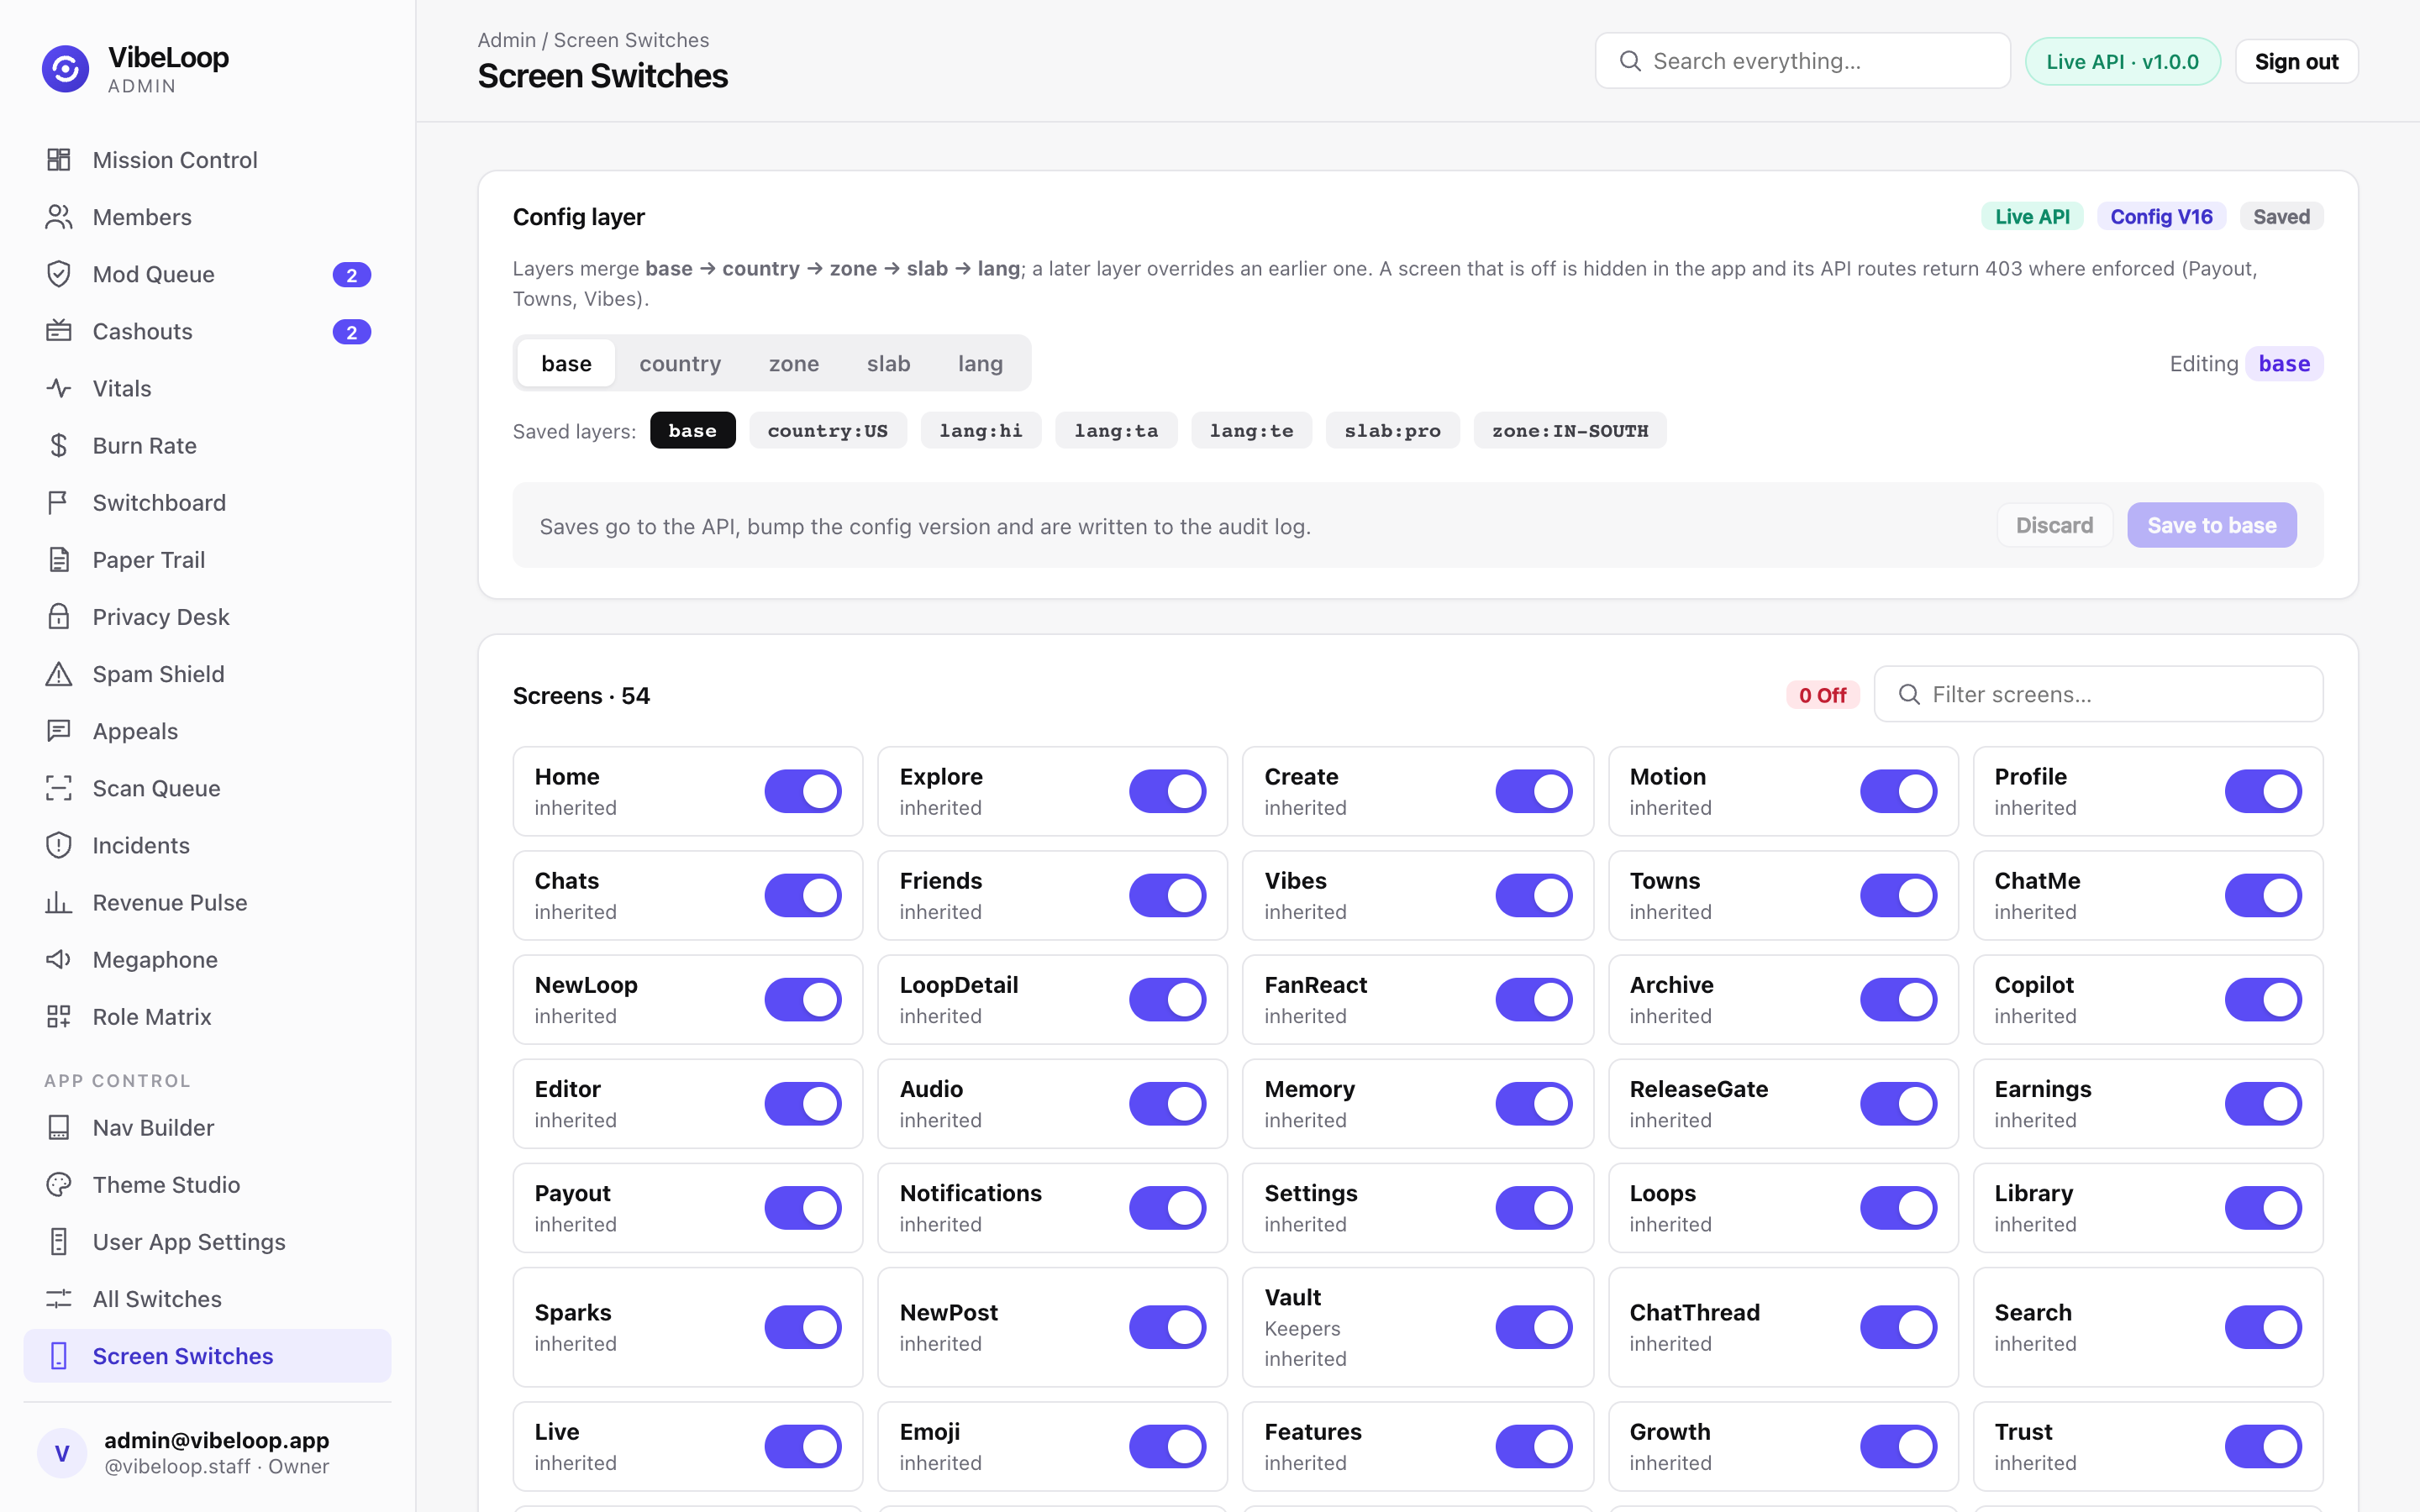 VibeLoop
ADMIN
Mission Control
Members
Mod Queue 2
Cashouts 2
Vitals
Burn Rate
Switchboard
Paper Trail
Privacy Desk
Spam Shield
Appeals
Scan Queue
Incidents
Revenue Pulse
Megaphone
Role Matrix
APP CONTROL
Nav Builder
Theme Studio
User App Settings
All Switches
Screen Switches
V
admin@vibeloop.app
@vibeloop.staff · Owner
Admin / Screen Switches
Screen Switches
Search everything...
Live API · v1.0.0
Sign out
Config layer
Live API Config V16 Saved
Layers merge base → country → zone → slab → lang; a later layer overrides an earlier one. A screen that is off is hidden in the app and its API routes return 403 where enforced (Payout,
Towns, Vibes).
base country zone slab lang
Editing base
Saved layers: base country:US lang:hi lang:ta lang:te slab:pro zone:IN-SOUTH
Saves go to the API, bump the config version and are written to the audit log.
Discard Save to base
Screens · 54
0 Off
Filter screens...
Home Explore Create Motion Profile
inherited inherited inherited inherited inherited
Chats Friends Vibes Towns ChatMe
inherited inherited inherited inherited inherited
NewLoop LoopDetail FanReact Archive Copilot
inherited inherited inherited inherited inherited
Editor Audio Memory ReleaseGate Earnings
inherited inherited inherited inherited inherited
Payout Notifications Settings Loops Library
inherited inherited inherited inherited inherited
Sparks NewPost Vault ChatThread Search
Keepers
inherited inherited inherited inherited inherited
Live Emoji Features Growth Trust
inherited inherited inherited inherited inherited